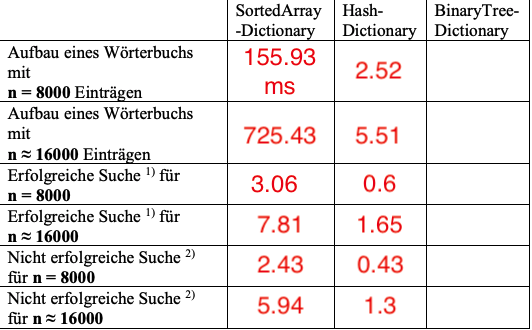 SortedArray Hash- BinaryTree-
-Dictionary Dictionary Dictionary
Aufbau eines Wörterbuchs
mit
n = 8000 Einträgen
155.93
ms
2.52
Aufbau eines Wörterbuchs
mit
n ≈ 16000 Einträgen
725.43
5.51
Erfolgreiche Suche 1) für
n = 8000
3.06
0.6
Erfolgreiche Suche 1) für
n ≈ 16000
7.81
1.65
Nicht erfolgreiche Suche 2)
für n = 8000
2.43
0.43
Nicht erfolgreiche Suche 2)
für n ≈ 16000
5.94
1.3